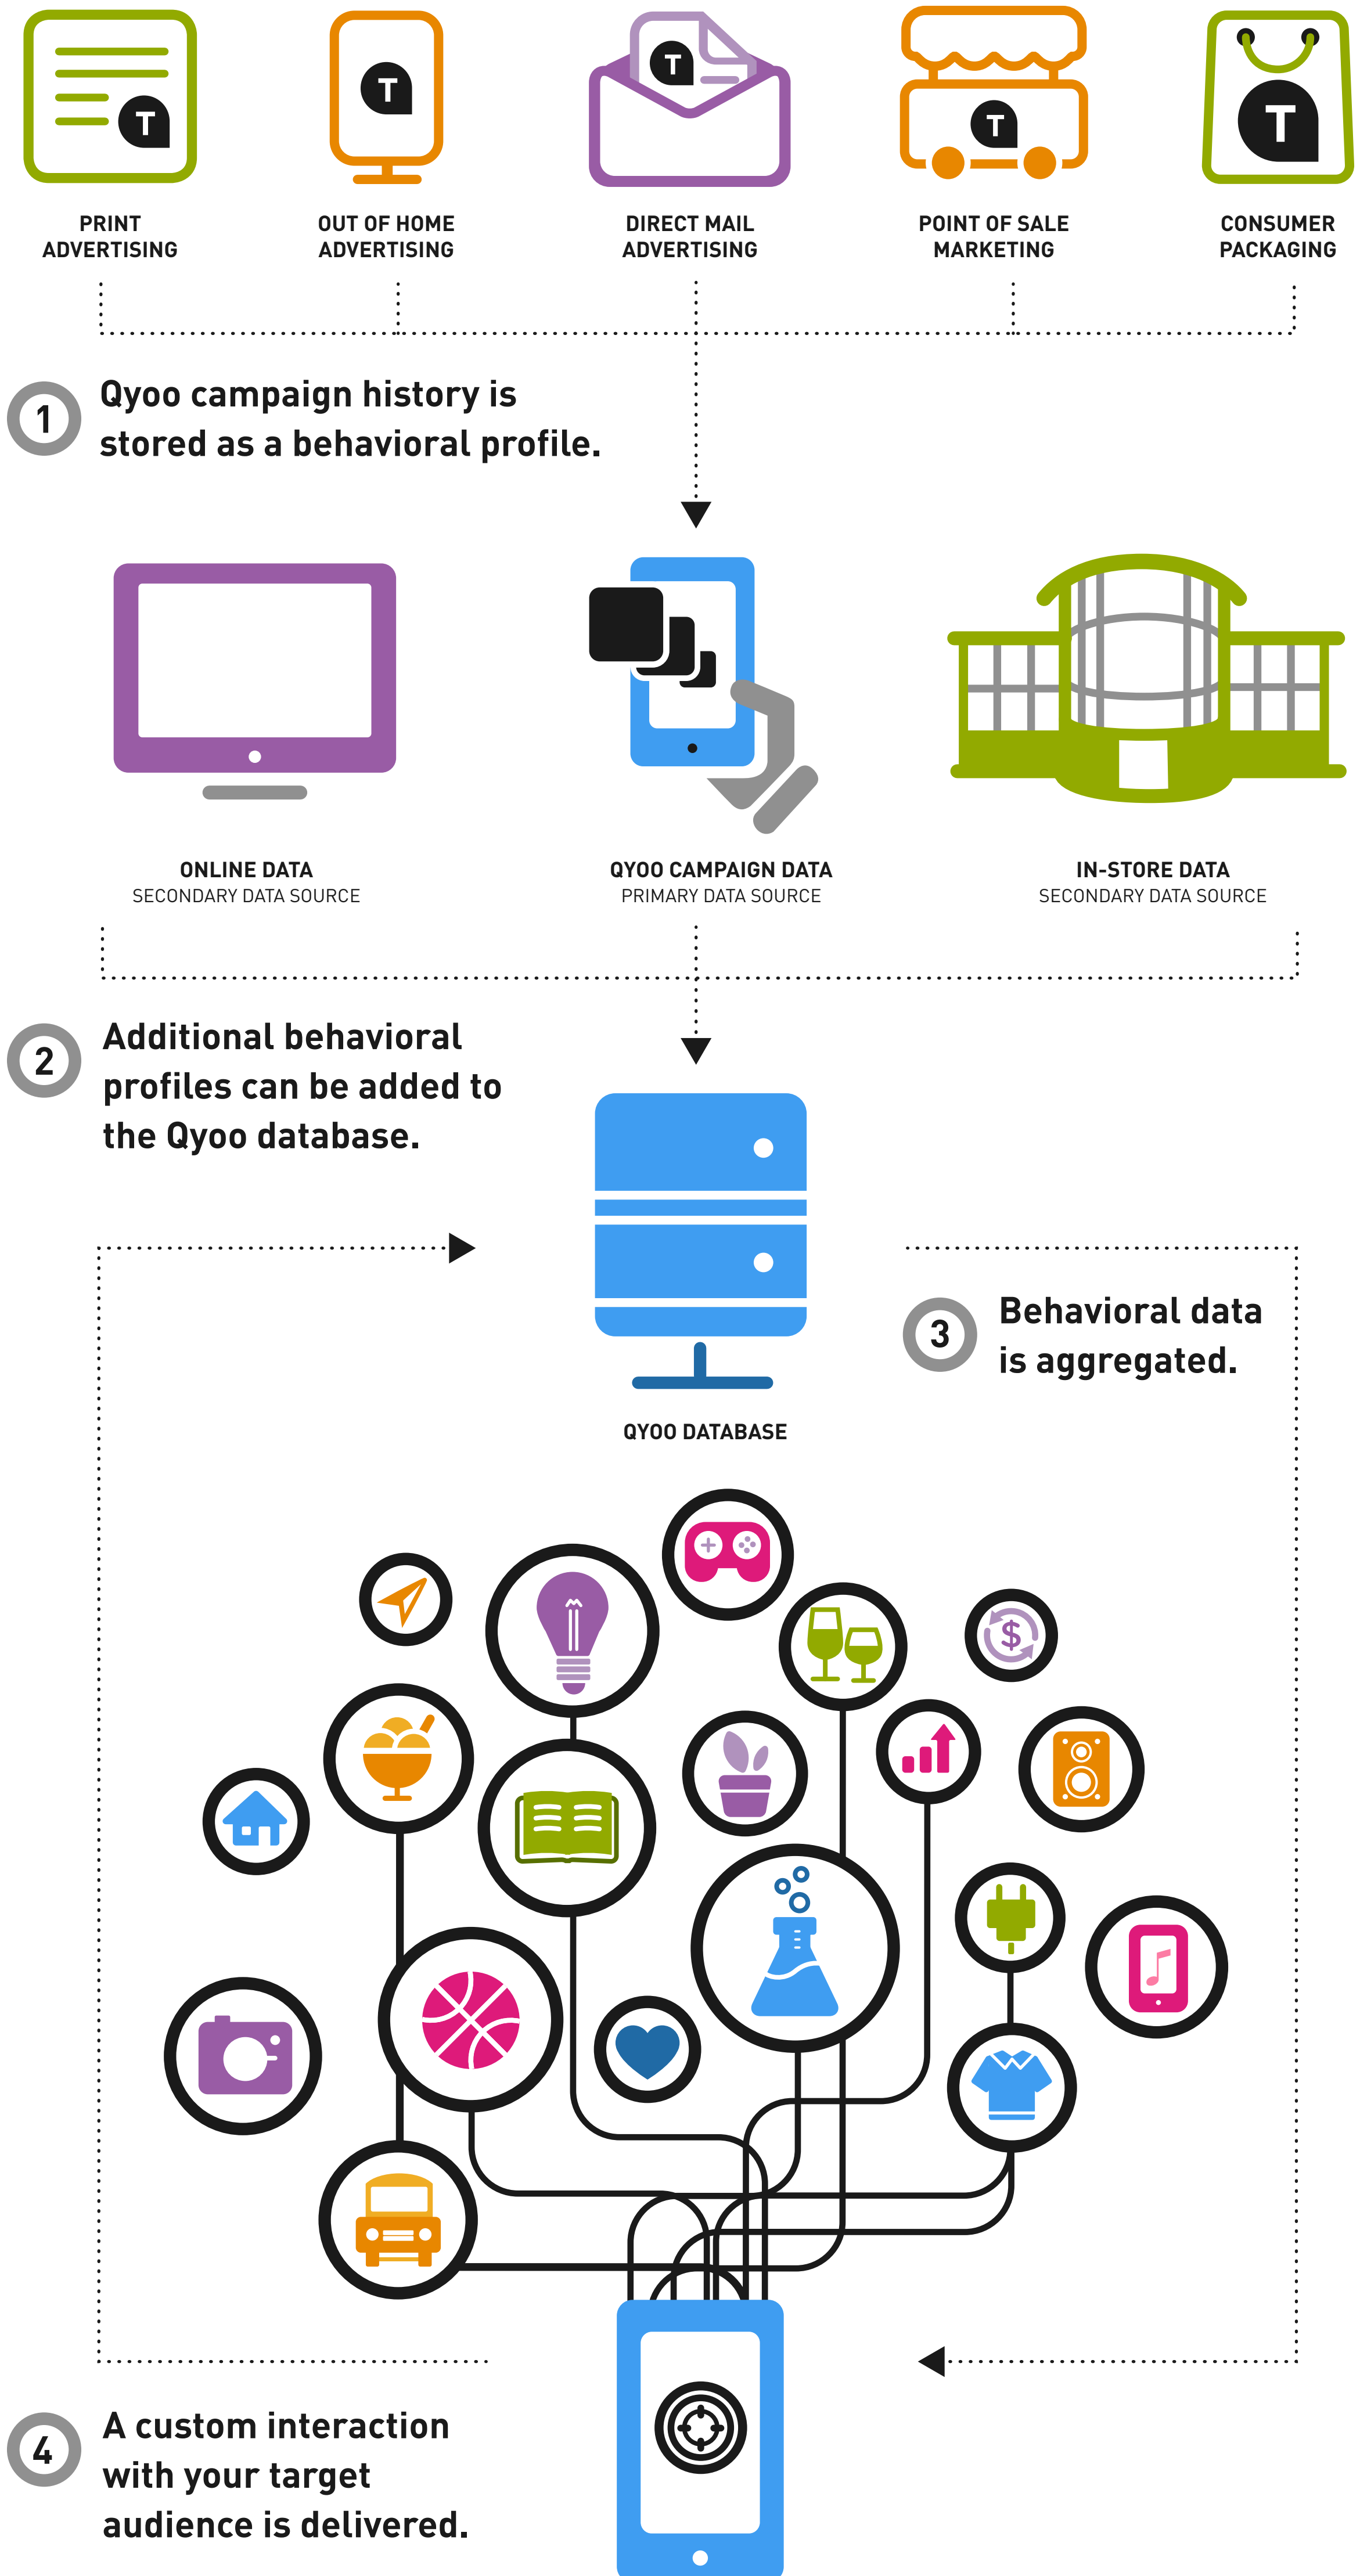 T
T
T
T
T
PRINT
ADVERTISING
OUT OF HOME
ADVERTISING
DIRECT MAIL
ADVERTISING
POINT OF SALE
MARKETING
CONSUMER
PACKAGING
1
Qyoo campaign history is
stored as a behavioral profile.
ONLINE DATA
SECONDARY DATA SOURCE
QYOO CAMPAIGN DATA
PRIMARY DATA SOURCE
IN-STORE DATA
SECONDARY DATA SOURCE
2
Additional behavioral
profiles can be added to
the Qyoo database.
3
Behavioral data
is aggregated.
QYOO DATABASE
$
4
A custom interaction
with your target
audience is delivered.